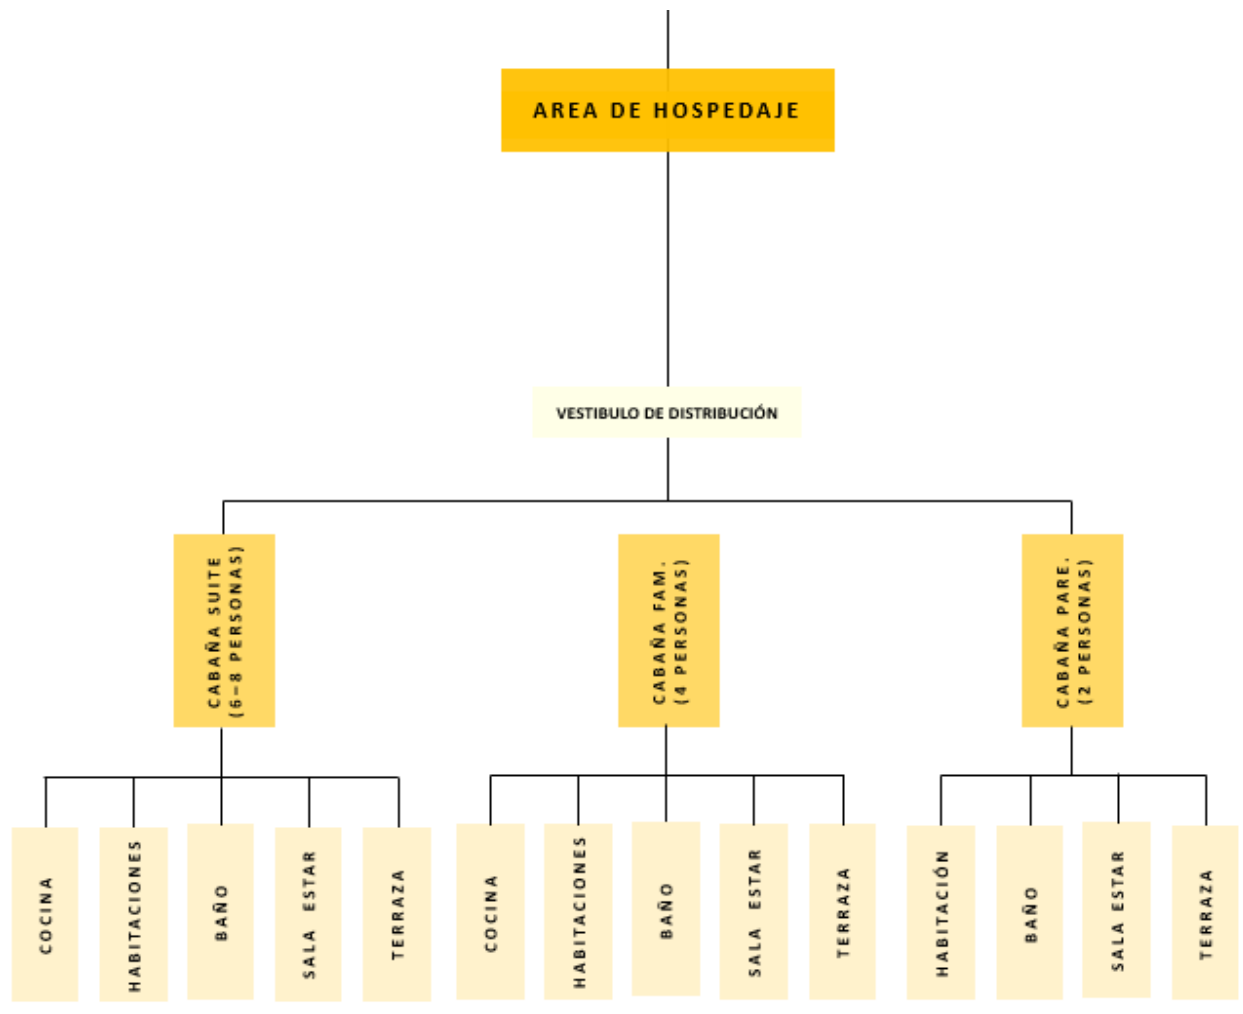 AREA DE HOSPEDAJE
VESTIBULO DE DISTRIBUCIÓN
CABAÑA SUITE
(6–8 PERSONAS)
CABAÑA FAM.
(4 PERSONAS)
CABAÑA PARE.
(2 PERSONAS)
COCINA
HABITACIONES
BAÑO
SALA ESTAR
TERRAZA
COCINA
HABITACIONES
BAÑO
SALA ESTAR
TERRAZA
HABITACIÓN
BAÑO
SALA ESTAR
TERRAZA